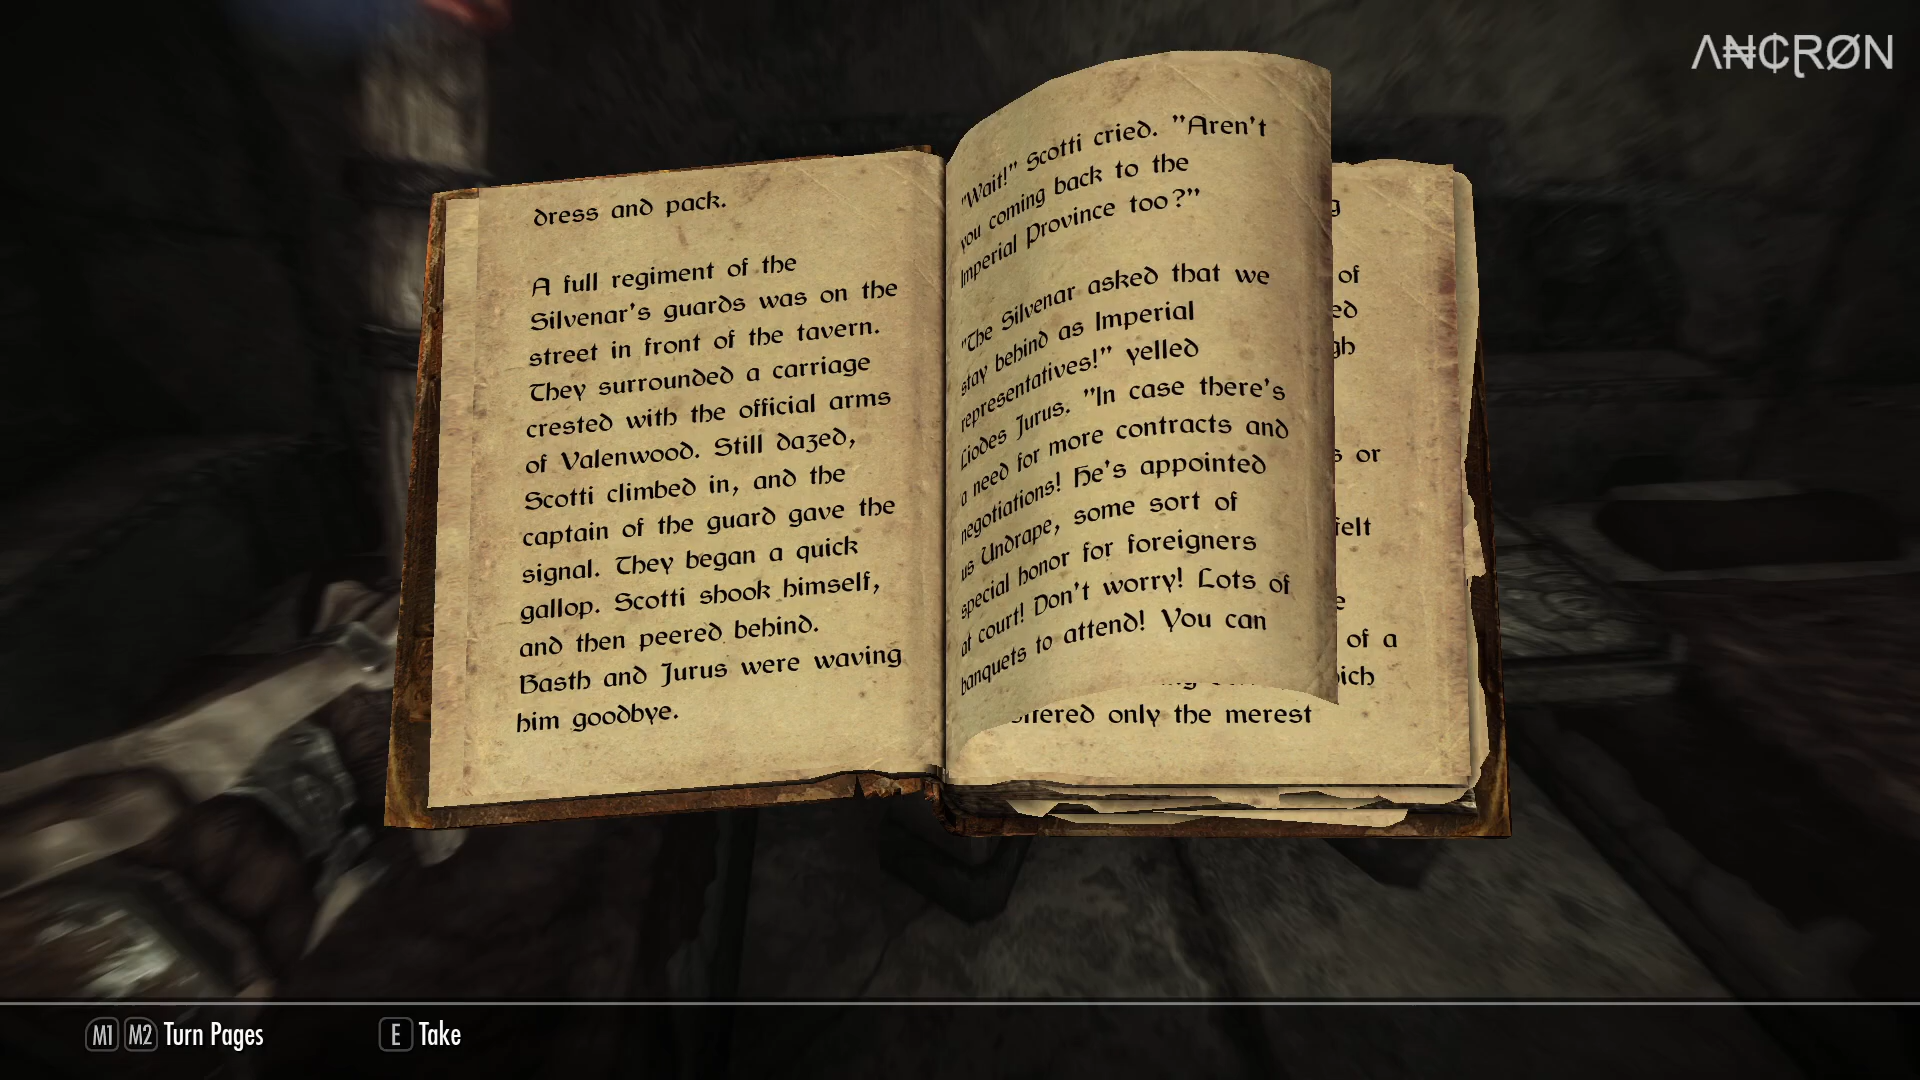 ΛN₵RØN
dress and pack.
A full regiment of the
Silvenar's guards was on the
street in front of the tavern.
They surrounded a carriage
crested with the official arms
of Valenwood. Still dazed,
Scotti climbed in, and the
captain of the guard gave the
signal. They began a quick
gallop. Scotti shook himself,
and then peered behind.
Basth and Jurus were waving
him goodbye.
"Wait!" Scotti cried. "Aren't
you coming back to the
Imperial Province too?"
"The Silvenar asked that we
stay behind as Imperial
representatives!" yelled
Liodes Jurus. "In case there's
a need for more contracts and
negotiations! He's appointed
us Undrape, some sort of
special honor for foreigners
at court! Don't worry! Lots of
banquets to attend! You can
of
or
felt
of a
only the merest
M1 M2 Turn Pages
E Take